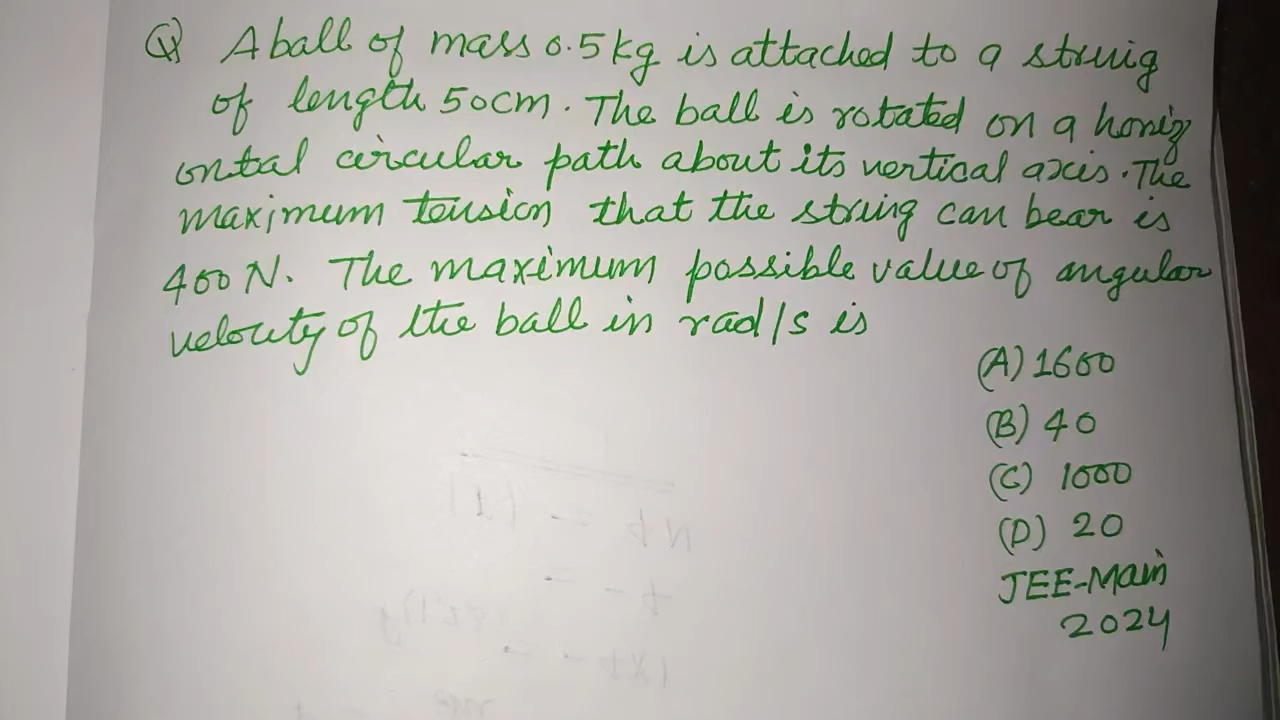 Q A ball of mass 0.5kg is attached to a string
of length 50cm. The ball is rotated on a horiz
ontal circular path about its vertical axis. The
maximum tension that the string can bear is
400 N. The maximum possible value of angular
velocity of the ball in rad/s is
(A) 1600
(B) 40
(C) 1000
(D) 20
JEE-Main
2024